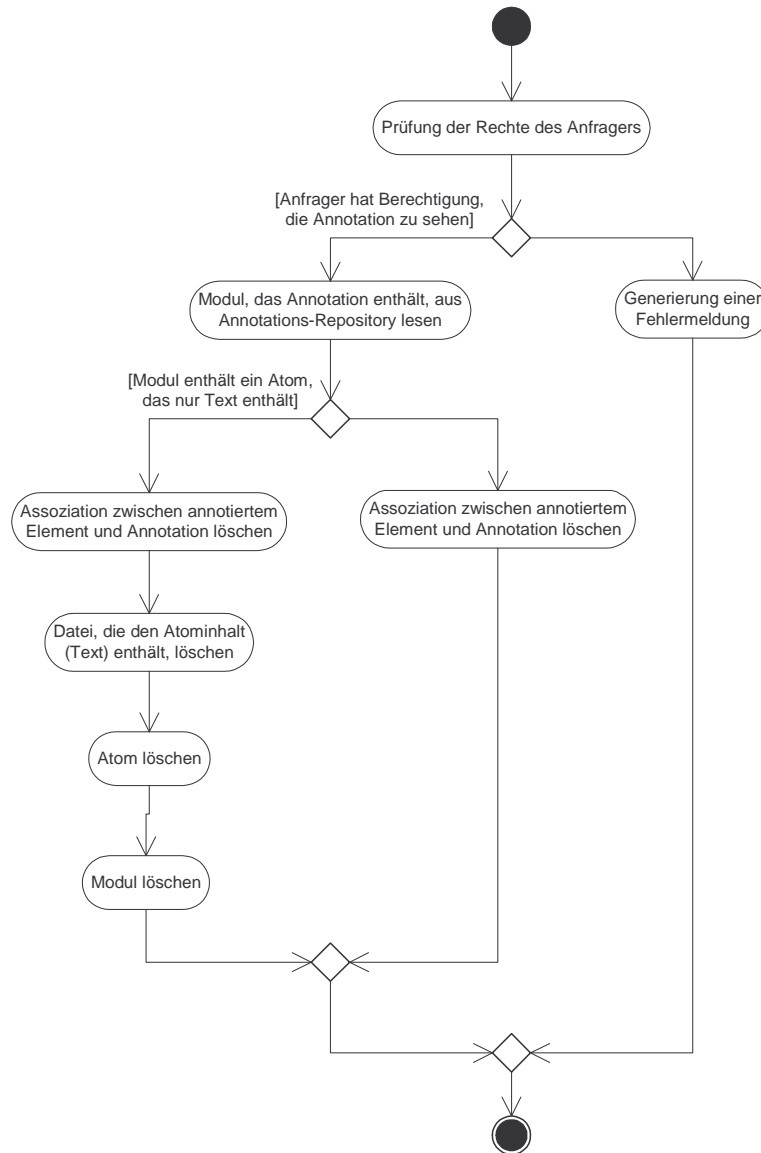 Prüfung der Rechte des Anfragers
[Anfrager hat Berechtigung,
die Annotation zu sehen]
Modul, das Annotation enthält, aus
Annotations-Repository lesen
Generierung einer
Fehlermeldung
[Modul enthält ein Atom,
das nur Text enthält]
Assoziation zwischen annotiertem
Element und Annotation löschen
Assoziation zwischen annotiertem
Element und Annotation löschen
Datei, die den Atominhalt
(Text) enthält, löschen
Atom löschen
Modul löschen